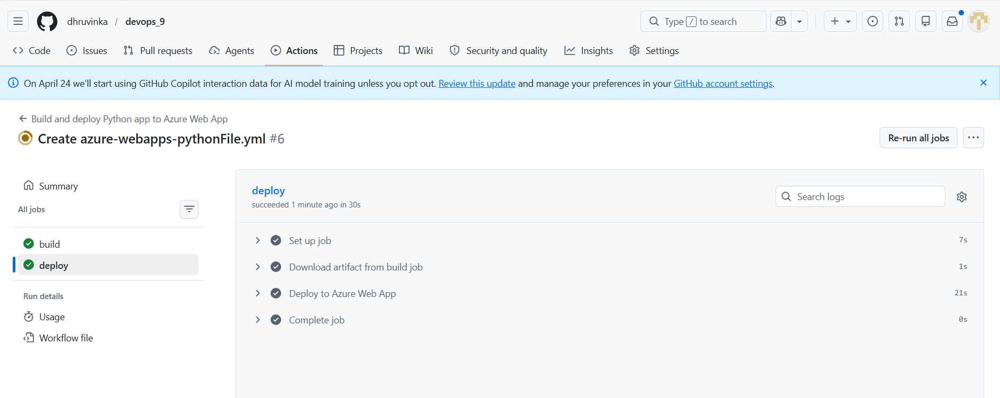 dhruvinka / devops_9
Type / to search
Code Issues Pull requests Agents Actions Projects Wiki Security and quality Insights Settings
On April 24 we'll start using GitHub Copilot interaction data for AI model training unless you opt out. Review this update and manage your preferences in your GitHub account settings.
Build and deploy Python app to Azure Web App
Create azure-webapps-pythonFile.yml #6
Re-run all jobs
Summary
All jobs
build
deploy
Run details
Usage
Workflow file
deploy
succeeded 1 minute ago in 30s
Search logs
Set up job 7s
Download artifact from build job 1s
Deploy to Azure Web App 21s
Complete job 0s